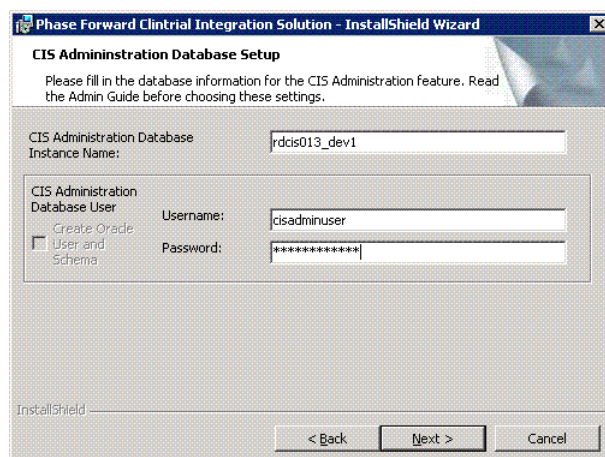 Phase Forward Clintrial Integration Solution - InstallShield Wizard
CIS Admininstration Database Setup
Please fill in the database information for the CIS Administration feature. Read
the Admin Guide before choosing these settings.
CIS Administration Database
Instance Name:
rdcis013_dev1
CIS Administration
Database User
Create Oracle
User and
Schema
Username:
cisadminuser
Password:
************
InstallShield
< Back
Next >
Cancel